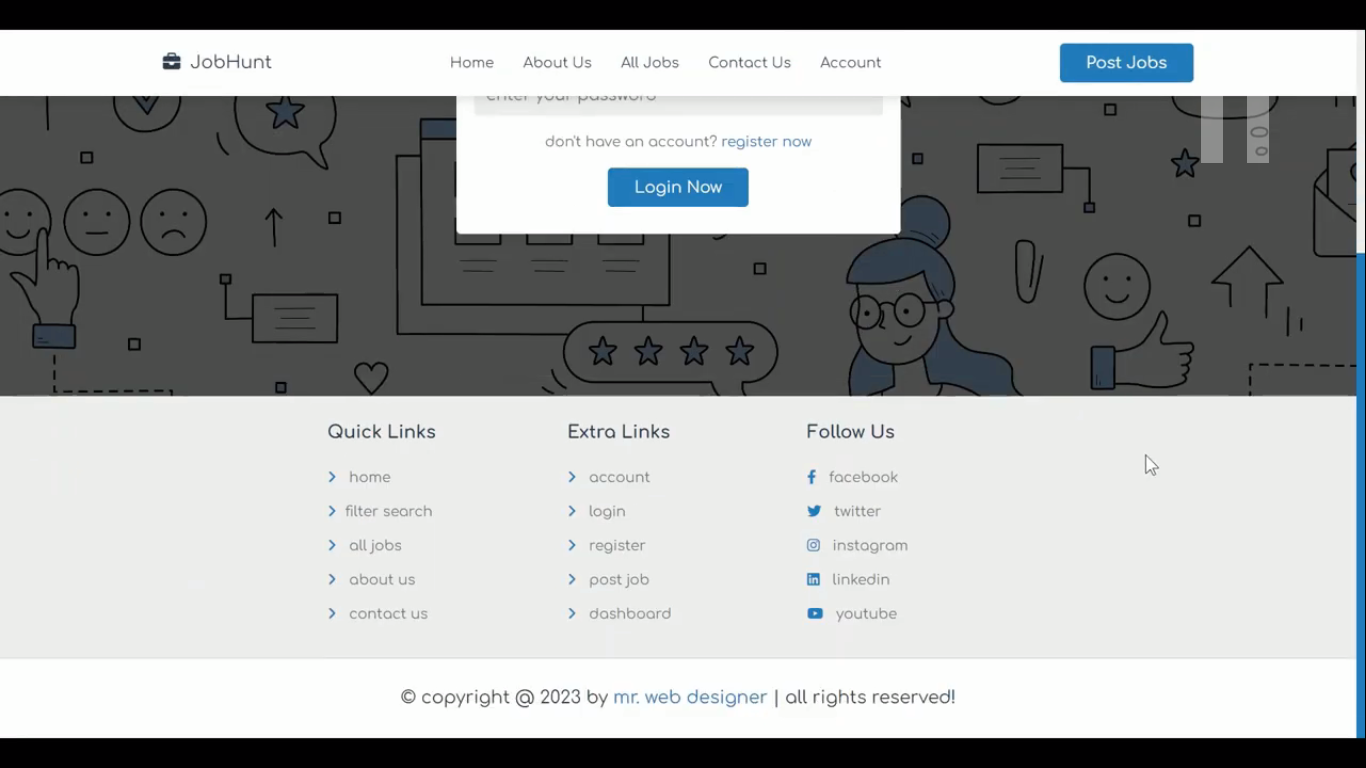 JobHunt
Home
About Us
All Jobs
Contact Us
Account
Post Jobs
enter your password
don't have an account? register now
Login Now
Quick Links
home
filter search
all jobs
about us
contact us
Extra Links
account
login
register
post job
dashboard
Follow Us
facebook
twitter
instagram
linkedin
youtube
© copyright @ 2023 by mr. web designer | all rights reserved!